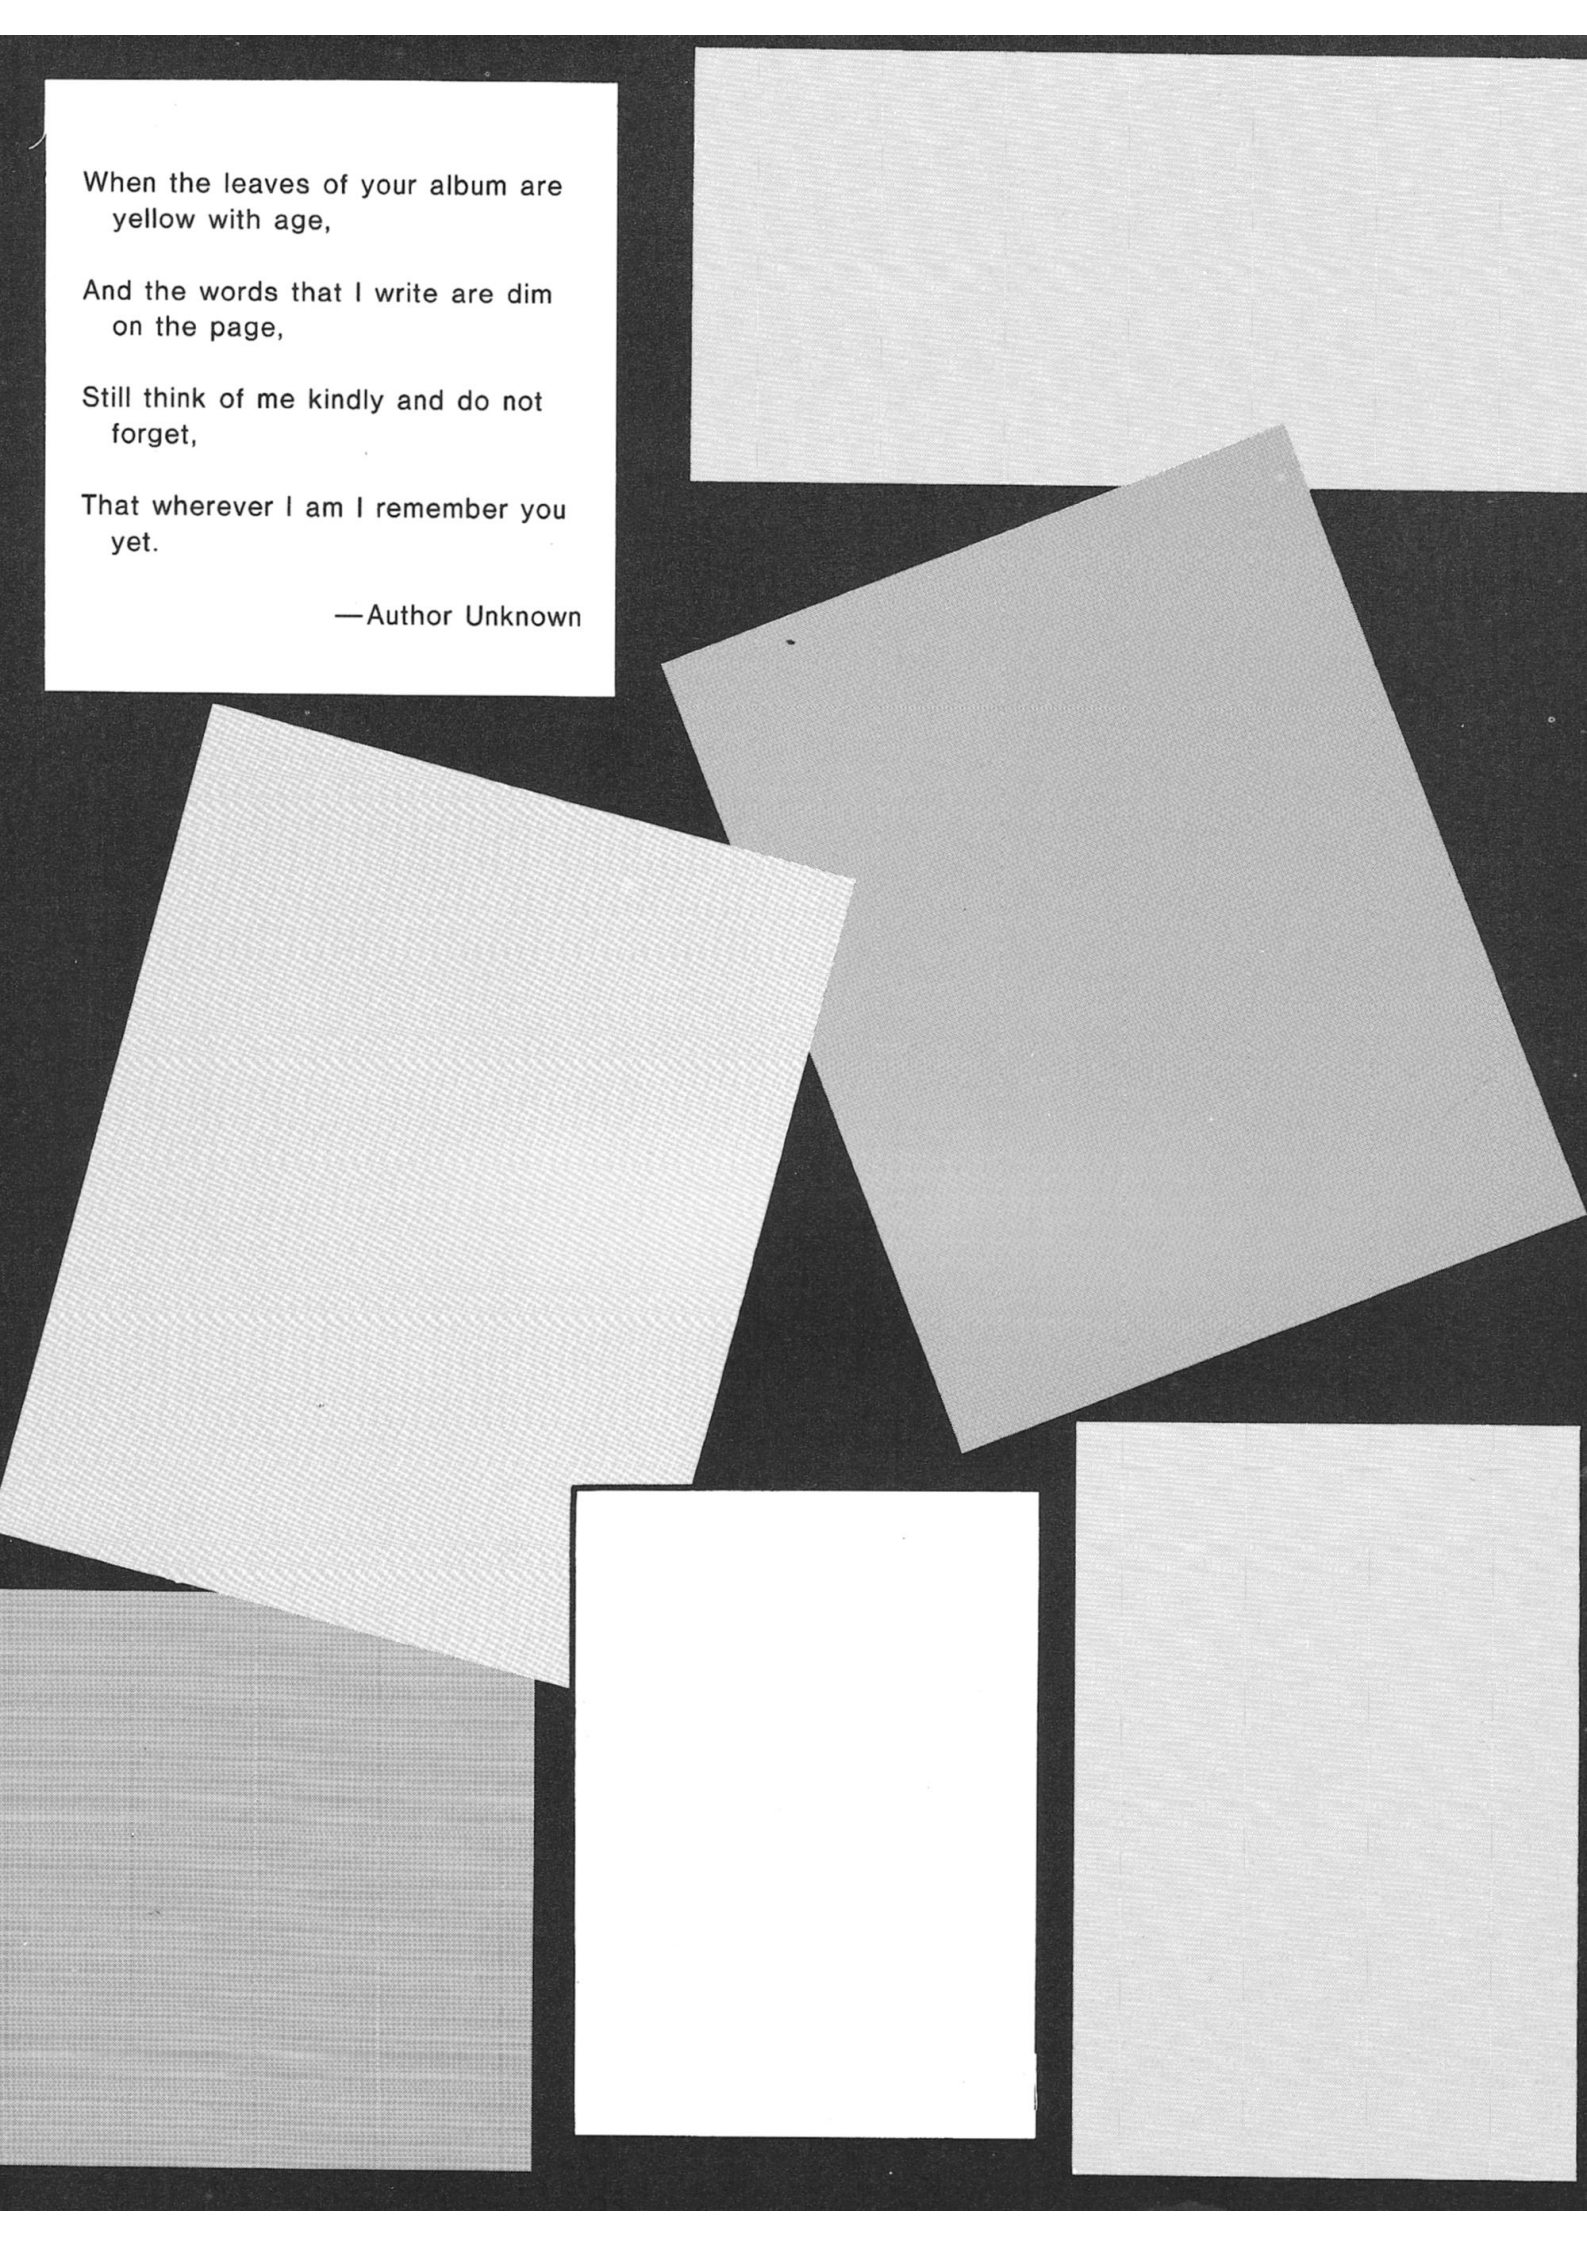 When the leaves of your album are
yellow with age,
And the words that I write are dim
on the page,
Still think of me kindly and do not
forget,
That wherever I am I remember you
yet.
—Author Unknown